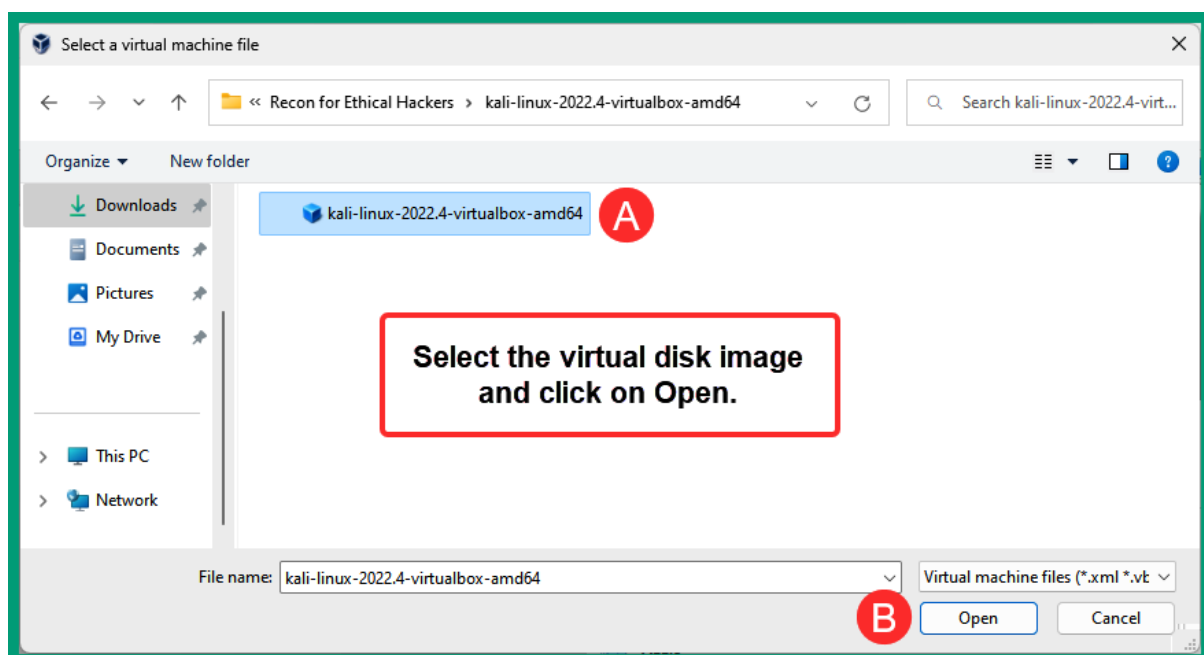 Select a virtual machine file
« Recon for Ethical Hackers › kali-linux-2022.4-virtualbox-amd64
Search kali-linux-2022.4-virt...
Organize
New folder
Downloads
Documents
Pictures
My Drive
This PC
Network
kali-linux-2022.4-virtualbox-amd64
A
Select the virtual disk image
and click on Open.
File name:
kali-linux-2022.4-virtualbox-amd64
Virtual machine files (*.xml *.vb
B
Open
Cancel